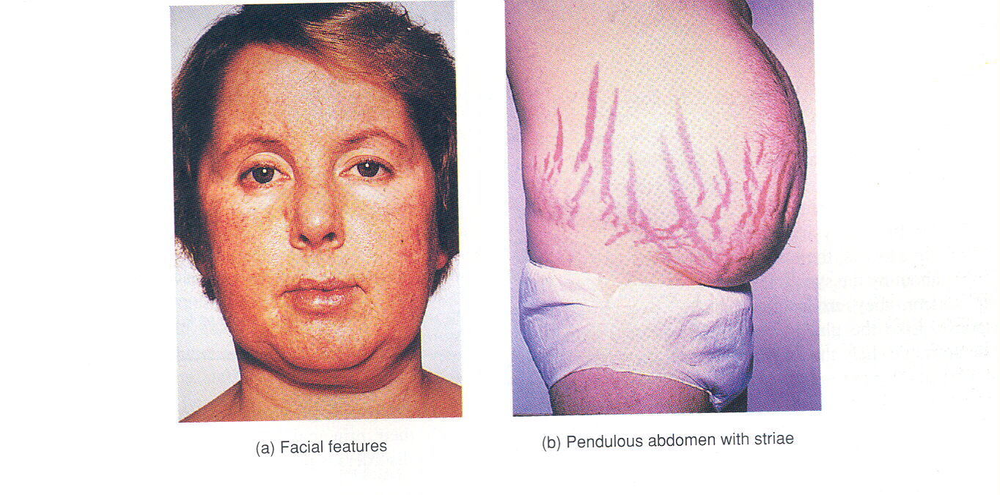 (a) Facial features
(b) Pendulous abdomen with striae